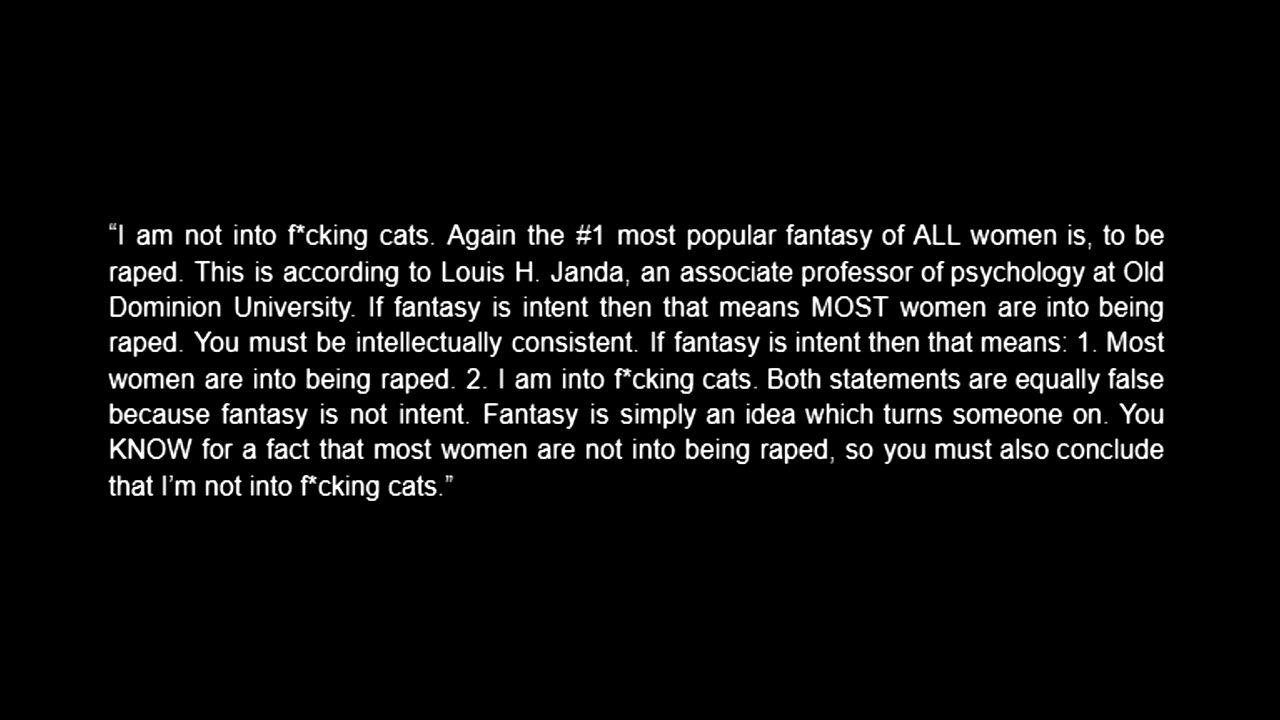 “I am not into f*cking cats. Again the #1 most popular fantasy of ALL women is, to be
raped. This is according to Louis H. Janda, an associate professor of psychology at Old
Dominion University. If fantasy is intent then that means MOST women are into being
raped. You must be intellectually consistent. If fantasy is intent then that means: 1. Most
women are into being raped. 2. I am into f*cking cats. Both statements are equally false
because fantasy is not intent. Fantasy is simply an idea which turns someone on. You
KNOW for a fact that most women are not into being raped, so you must also conclude
that I’m not into f*cking cats.”